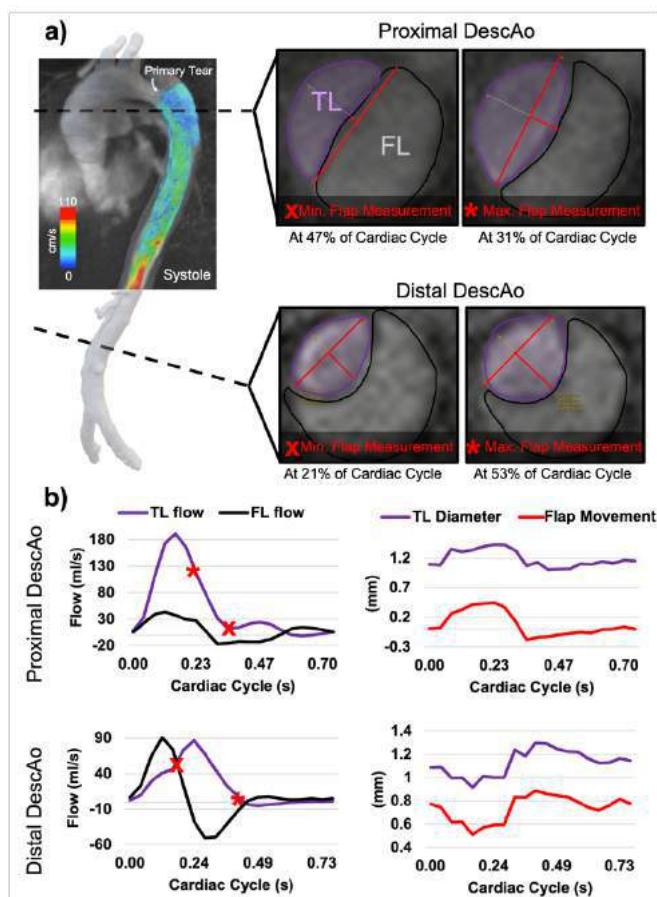 a)
Proximal DescAo
Primary Tear
TL
FL
110
cm/s
0
Systole
x Min. Flap Measurement
* Max. Flap Measurement
At 47% of Cardiac Cycle
At 31% of Cardiac Cycle
Distal DescAo
x Min. Flap Measurement
* Max. Flap Measurement
At 21% of Cardiac Cycle
At 53% of Cardiac Cycle
b)
TL flow
FL flow
TL Diameter
Flap Movement
Proximal DescAo
Flow (ml/s)
180
130
80
30
-20
0.00 0.23 0.47 0.70
Cardiac Cycle (s)
(mm)
1.2
0.7
0.2
-0.3
0.00 0.23 0.47 0.70
Cardiac Cycle (s)
Distal DescAo
Flow (ml/s)
90
40
-10
-60
0.00 0.24 0.49 0.73
Cardiac Cycle (s)
(mm)
1.4
1.2
1
0.8
0.6
0.4
0.00 0.24 0.49 0.73
Cardiac Cycle (s)